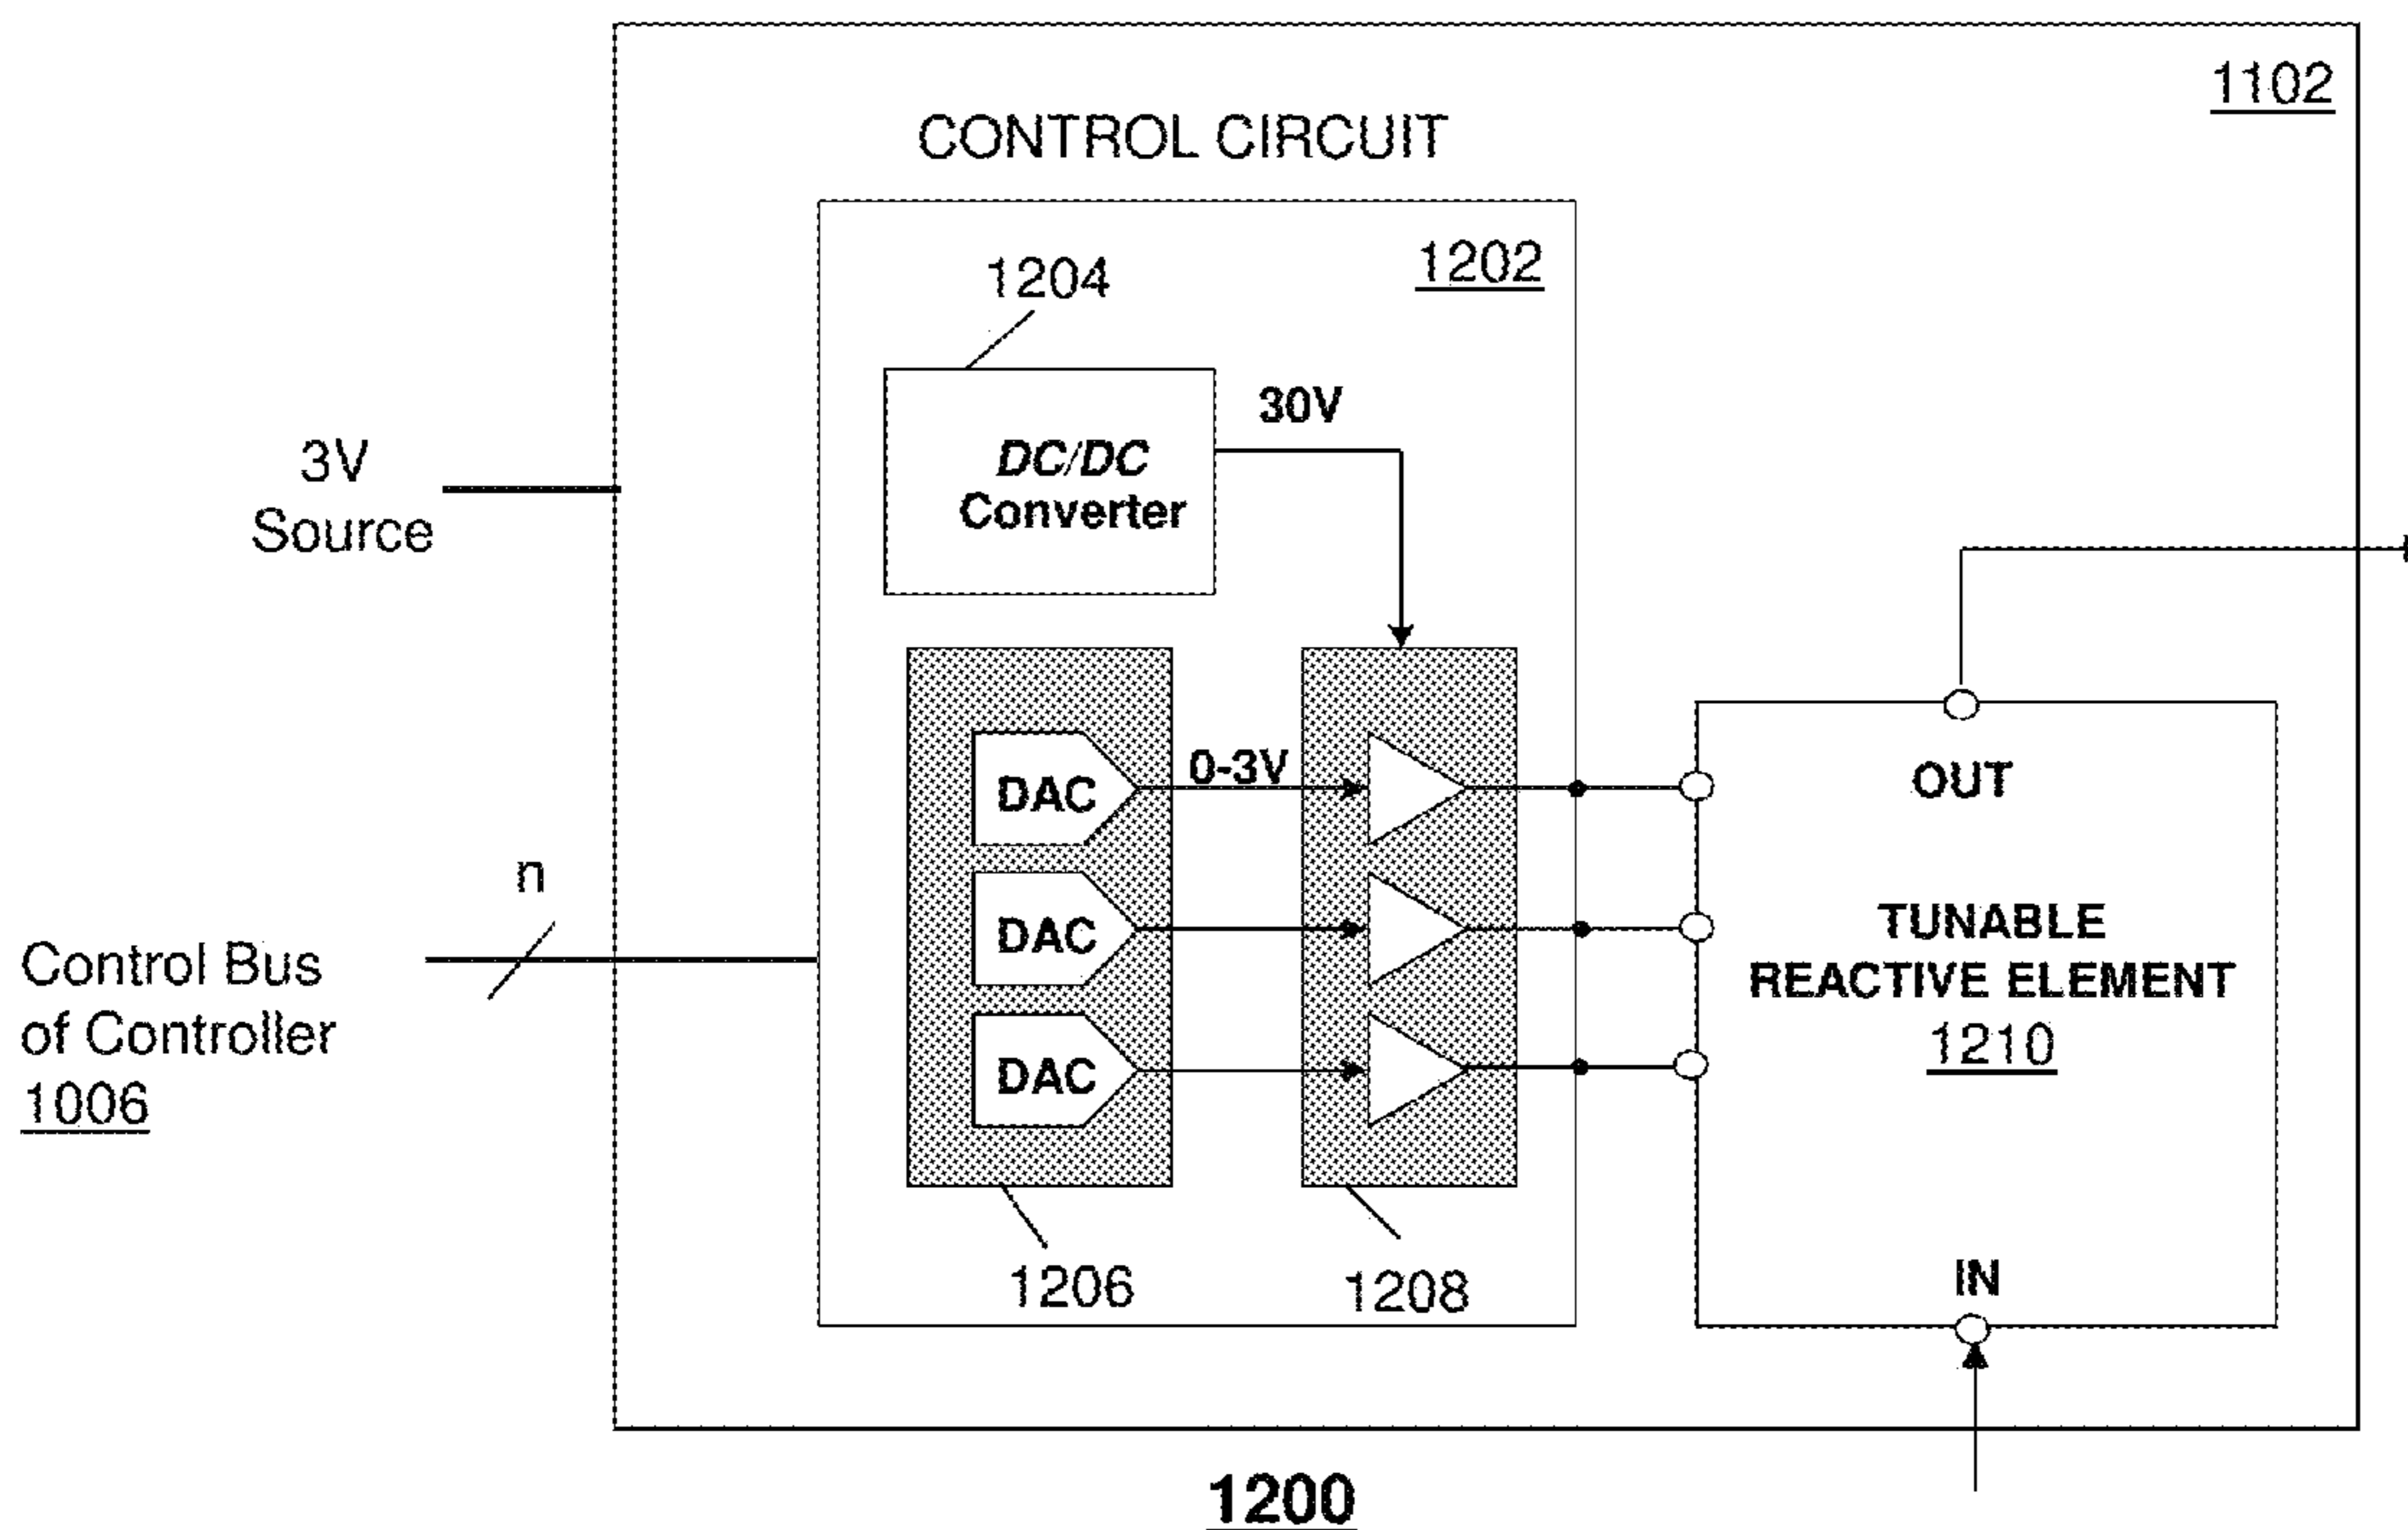 1102
CONTROL CIRCUIT
1202
1204
30V
DC/DC
Converter
3V
Source
0-3V
DAC
DAC
DAC
n
Control Bus
of Controller
1006
OUT
TUNABLE
REACTIVE ELEMENT
1210
IN
1206
1208
1200